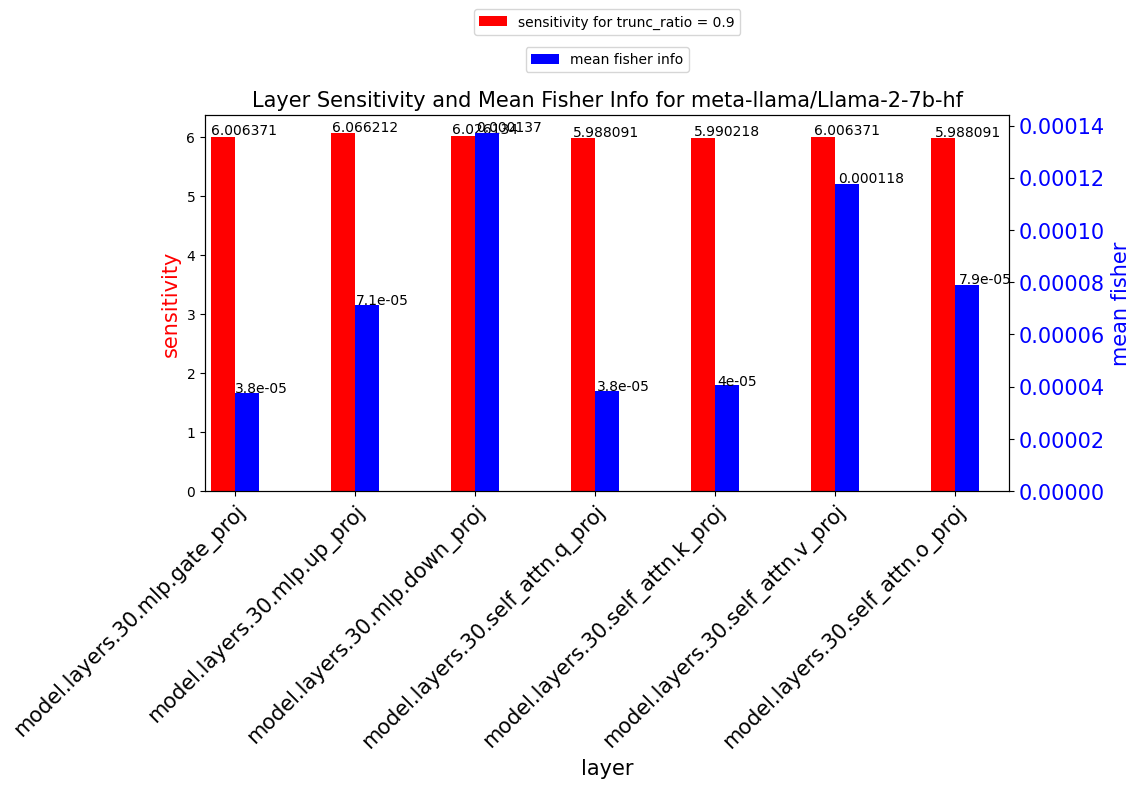 sensitivity for trunc_ratio = 0.9
mean fisher info
Layer Sensitivity and Mean Fisher Info for meta-llama/Llama-2-7b-hf
6.006371
6.066212
0.000137
5.988091
5.990218
6.006371
5.988091
0.000118
7.9e-05
7.1e-05
3.8e-05
3.8e-05
4e-05
6
5
4
3
2
1
0
sensitivity
0.00014
0.00012
0.00010
0.00008
0.00006
0.00004
0.00002
0.00000
mean fisher
model.layers.30.mlp.gate_proj
model.layers.30.mlp.up_proj
model.layers.30.mlp.down_proj
model.layers.30.self_attn.q_proj
model.layers.30.self_attn.k_proj
model.layers.30.self_attn.v_proj
model.layers.30.self_attn.o_proj
layer